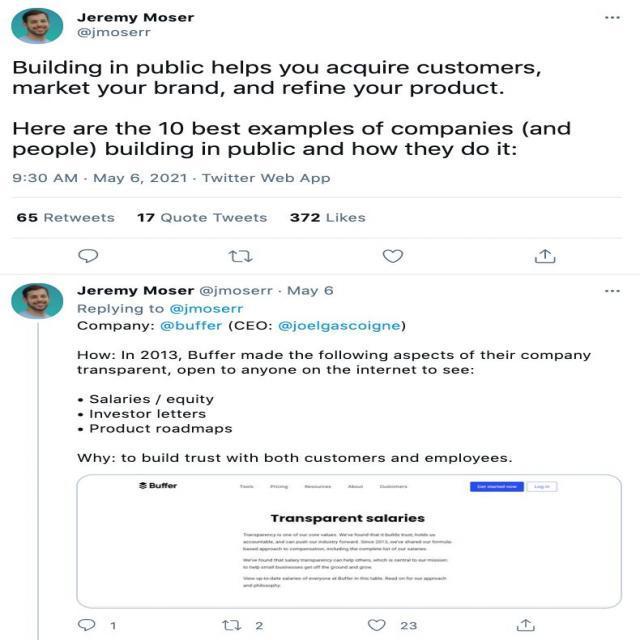 Jeremy Moser
@jmoserr
Building in public helps you acquire customers,
market your brand, and refine your product.
Here are the 10 best examples of companies (and
people) building in public and how they do it:
9:30 AM · May 6, 2021 · Twitter Web App
65 Retweets 17 Quote Tweets 372 Likes
Jeremy Moser @jmoserr · May 6
Replying to @jmoserr
Company: @buffer (CEO: @joelgascoigne)
How: In 2013, Buffer made the following aspects of their company
transparent, open to anyone on the internet to see:
• Salaries / equity
• Investor letters
• Product roadmaps
Why: to build trust with both customers and employees.
Buffer Tools Pricing Resources About Customers Get started now Log in
Transparent salaries
Transparency is one of our core values. We've found that it builds trust, holds us
accountable, and can push our industry forward. Since 2013, we've shared our formula-
based approach to compensation, including the complete list of our salaries.
We've found that salary transparency can help others, which is central to our mission:
to help small businesses get off the ground and grow.
View up-to-date salaries of everyone at Buffer in this table. Read on for our approach
and philosophy.
1 2 23